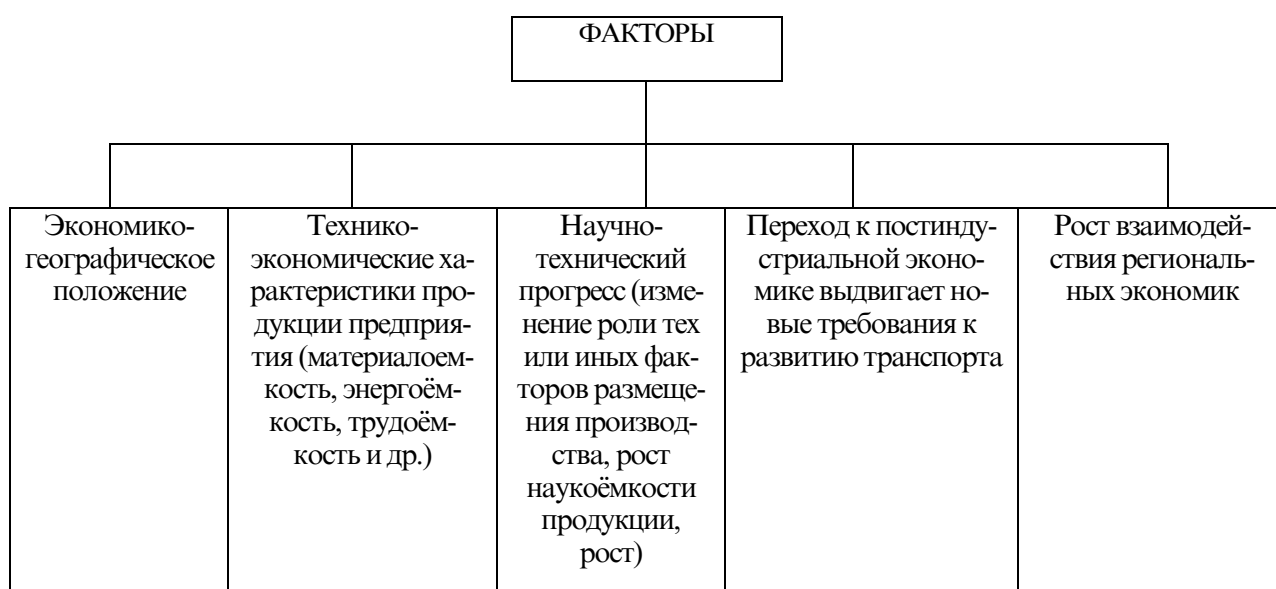 ФАКТОРЫ
Экономико-
географическое
положение
Технико-
экономические ха-
рактеристики про-
дукции предприя-
тия (материалоем-
кость, энергоём-
кость, трудоём-
кость и др.)
Научно-
технический
прогресс (изме-
нение роли тех
или иных фак-
торов размеще-
ния производ-
ства, рост
наукоёмкости
продукции,
рост)
Переход к постинду-
стриальной эконо-
мике выдвигает но-
вые требования к
развитию транспорта
Рост взаимодей-
ствия региональ-
ных экономик